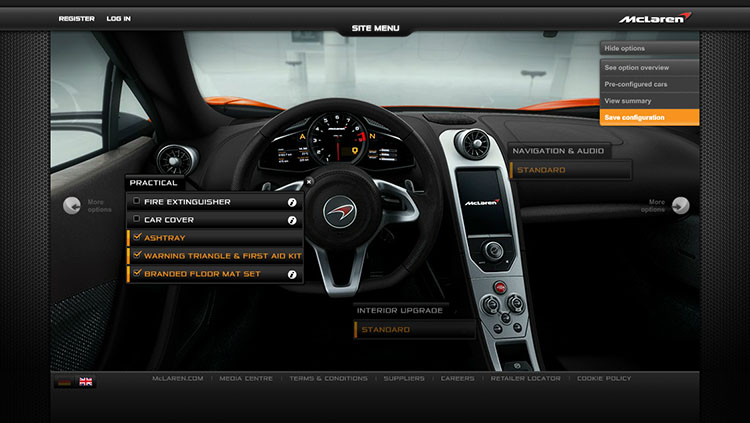 REGISTER LOG IN
SITE MENU
McLaren
Hide options
See option overview
Pre-configured cars
View summary
Save configuration
NAVIGATION & AUDIO
STANDARD
PRACTICAL
FIRE EXTINGUISHER
CAR COVER
ASHTRAY
WARNING TRIANGLE & FIRST AID KIT
BRANDED FLOOR MAT SET
More
options
More
options
A N
McLaren
INTERIOR UPGRADE
STANDARD
McLAREN.COM | MEDIA CENTRE | TERMS & CONDITIONS | SUPPLIERS | CAREERS | RETAILER LOCATOR | COOKIE POLICY